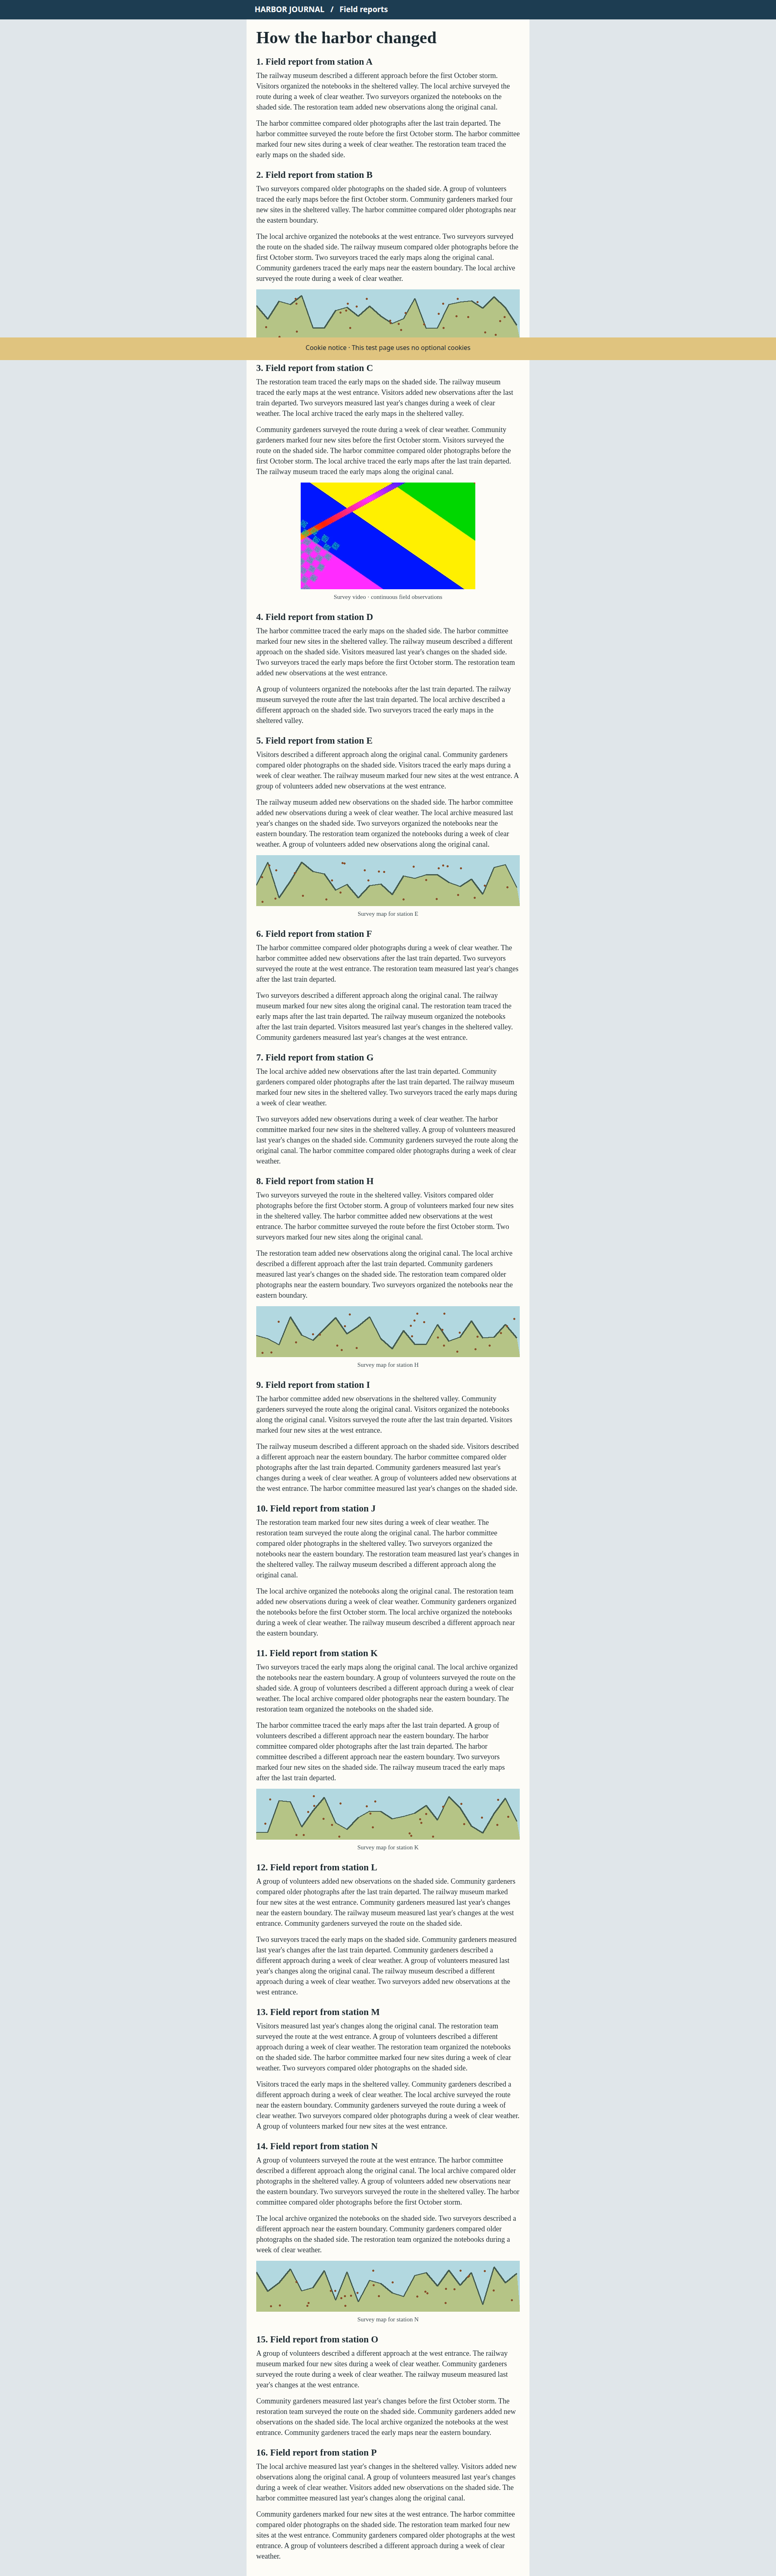 HARBOR JOURNAL / Field reports
How the harbor changed
1. Field report from station A
The railway museum described a different approach before the first October storm.
Visitors organized the notebooks in the sheltered valley. The local archive surveyed the
route during a week of clear weather. Two surveyors organized the notebooks on the
shaded side. The restoration team added new observations along the original canal.
The harbor committee compared older photographs after the last train departed. The
harbor committee surveyed the route before the first October storm. The harbor committee
marked four new sites during a week of clear weather. The restoration team traced the
early maps on the shaded side.
2. Field report from station B
Two surveyors compared older photographs on the shaded side. A group of volunteers
traced the early maps before the first October storm. Community gardeners marked four
new sites in the sheltered valley. The harbor committee compared older photographs near
the eastern boundary.
The local archive organized the notebooks at the west entrance. Two surveyors surveyed
the route on the shaded side. The railway museum compared older photographs before the
first October storm. Two surveyors traced the early maps along the original canal.
Community gardeners traced the early maps near the eastern boundary. The local archive
surveyed the route during a week of clear weather.
Cookie notice · This test page uses no optional cookies
3. Field report from station C
The restoration team traced the early maps on the shaded side. The railway museum
traced the early maps at the west entrance. Visitors added new observations after the last
train departed. Two surveyors measured last year's changes during a week of clear
weather. The local archive traced the early maps in the sheltered valley.
Community gardeners surveyed the route during a week of clear weather. Community
gardeners marked four new sites before the first October storm. Visitors surveyed the
route on the shaded side. The harbor committee compared older photographs before the
first October storm. The local archive traced the early maps after the last train departed.
The railway museum traced the early maps along the original canal.
Survey video · continuous field observations
4. Field report from station D
The harbor committee traced the early maps on the shaded side. The harbor committee
marked four new sites in the sheltered valley. The railway museum described a different
approach on the shaded side. Visitors measured last year's changes on the shaded side.
Two surveyors traced the early maps before the first October storm. The restoration team
added new observations at the west entrance.
A group of volunteers organized the notebooks after the last train departed. The railway
museum surveyed the route after the last train departed. The local archive described a
different approach on the shaded side. Two surveyors traced the early maps in the
sheltered valley.
5. Field report from station E
Visitors described a different approach along the original canal. Community gardeners
compared older photographs on the shaded side. Visitors traced the early maps during a
week of clear weather. The railway museum marked four new sites at the west entrance. A
group of volunteers added new observations at the west entrance.
The railway museum added new observations on the shaded side. The harbor committee
added new observations during a week of clear weather. The local archive measured last
year's changes on the shaded side. Two surveyors organized the notebooks near the
eastern boundary. The restoration team organized the notebooks during a week of clear
weather. A group of volunteers added new observations along the original canal.
Survey map for station E
6. Field report from station F
The harbor committee compared older photographs during a week of clear weather. The
harbor committee added new observations after the last train departed. Two surveyors
surveyed the route at the west entrance. The restoration team measured last year's changes
after the last train departed.
Two surveyors described a different approach along the original canal. The railway
museum marked four new sites along the original canal. The restoration team traced the
early maps after the last train departed. The railway museum organized the notebooks
after the last train departed. Visitors measured last year's changes in the sheltered valley.
Community gardeners measured last year's changes at the west entrance.
7. Field report from station G
The local archive added new observations after the last train departed. Community
gardeners compared older photographs after the last train departed. The railway museum
marked four new sites in the sheltered valley. Two surveyors traced the early maps during
a week of clear weather.
Two surveyors added new observations during a week of clear weather. The harbor
committee marked four new sites in the sheltered valley. A group of volunteers measured
last year's changes on the shaded side. Community gardeners surveyed the route along the
original canal. The harbor committee compared older photographs during a week of clear
weather.
8. Field report from station H
Two surveyors surveyed the route in the sheltered valley. Visitors compared older
photographs before the first October storm. A group of volunteers marked four new sites
in the sheltered valley. The harbor committee added new observations at the west
entrance. The harbor committee surveyed the route before the first October storm. Two
surveyors marked four new sites along the original canal.
The restoration team added new observations along the original canal. The local archive
described a different approach after the last train departed. Community gardeners
measured last year's changes on the shaded side. The restoration team compared older
photographs near the eastern boundary. Two surveyors organized the notebooks near the
eastern boundary.
Survey map for station H
9. Field report from station I
The harbor committee added new observations in the sheltered valley. Community
gardeners surveyed the route along the original canal. Visitors organized the notebooks
along the original canal. Visitors surveyed the route after the last train departed. Visitors
marked four new sites at the west entrance.
The railway museum described a different approach on the shaded side. Visitors described
a different approach near the eastern boundary. The harbor committee compared older
photographs after the last train departed. Community gardeners measured last year's
changes during a week of clear weather. A group of volunteers added new observations at
the west entrance. The harbor committee measured last year's changes on the shaded side.
10. Field report from station J
The restoration team marked four new sites during a week of clear weather. The
restoration team surveyed the route along the original canal. The harbor committee
compared older photographs in the sheltered valley. Two surveyors organized the
notebooks near the eastern boundary. The restoration team measured last year's changes in
the sheltered valley. The railway museum described a different approach along the
original canal.
The local archive organized the notebooks along the original canal. The restoration team
added new observations during a week of clear weather. Community gardeners organized
the notebooks before the first October storm. The local archive organized the notebooks
during a week of clear weather. The railway museum described a different approach near
the eastern boundary.
11. Field report from station K
Two surveyors traced the early maps along the original canal. The local archive organized
the notebooks near the eastern boundary. A group of volunteers surveyed the route on the
shaded side. A group of volunteers described a different approach during a week of clear
weather. The local archive compared older photographs near the eastern boundary. The
restoration team organized the notebooks on the shaded side.
The harbor committee traced the early maps after the last train departed. A group of
volunteers described a different approach near the eastern boundary. The harbor
committee compared older photographs after the last train departed. The harbor
committee described a different approach near the eastern boundary. Two surveyors
marked four new sites on the shaded side. The railway museum traced the early maps
after the last train departed.
Survey map for station K
12. Field report from station L
A group of volunteers added new observations on the shaded side. Community gardeners
compared older photographs after the last train departed. The railway museum marked
four new sites at the west entrance. Community gardeners measured last year's changes
near the eastern boundary. The railway museum measured last year's changes at the west
entrance. Community gardeners surveyed the route on the shaded side.
Two surveyors traced the early maps on the shaded side. Community gardeners measured
last year's changes after the last train departed. Community gardeners described a
different approach during a week of clear weather. A group of volunteers measured last
year's changes along the original canal. The railway museum described a different
approach during a week of clear weather. Two surveyors added new observations at the
west entrance.
13. Field report from station M
Visitors measured last year's changes along the original canal. The restoration team
surveyed the route at the west entrance. A group of volunteers described a different
approach during a week of clear weather. The restoration team organized the notebooks
on the shaded side. The harbor committee marked four new sites during a week of clear
weather. Two surveyors compared older photographs on the shaded side.
Visitors traced the early maps in the sheltered valley. Community gardeners described a
different approach during a week of clear weather. The local archive surveyed the route
near the eastern boundary. Community gardeners surveyed the route during a week of
clear weather. Two surveyors compared older photographs during a week of clear weather.
A group of volunteers marked four new sites at the west entrance.
14. Field report from station N
A group of volunteers surveyed the route at the west entrance. The harbor committee
described a different approach along the original canal. The local archive compared older
photographs in the sheltered valley. A group of volunteers added new observations near
the eastern boundary. Two surveyors surveyed the route in the sheltered valley. The harbor
committee compared older photographs before the first October storm.
The local archive organized the notebooks on the shaded side. Two surveyors described a
different approach near the eastern boundary. Community gardeners compared older
photographs on the shaded side. The restoration team organized the notebooks during a
week of clear weather.
Survey map for station N
15. Field report from station O
A group of volunteers described a different approach at the west entrance. The railway
museum marked four new sites during a week of clear weather. Community gardeners
surveyed the route during a week of clear weather. The railway museum measured last
year's changes at the west entrance.
Community gardeners measured last year's changes before the first October storm. The
restoration team surveyed the route on the shaded side. Community gardeners added new
observations on the shaded side. The local archive organized the notebooks at the west
entrance. Community gardeners traced the early maps near the eastern boundary.
16. Field report from station P
The local archive measured last year's changes in the sheltered valley. Visitors added new
observations along the original canal. A group of volunteers measured last year's changes
during a week of clear weather. Visitors added new observations on the shaded side. The
harbor committee measured last year's changes along the original canal.
Community gardeners marked four new sites at the west entrance. The harbor committee
compared older photographs on the shaded side. The restoration team marked four new
sites at the west entrance. Community gardeners compared older photographs at the west
entrance. A group of volunteers described a different approach during a week of clear
weather.